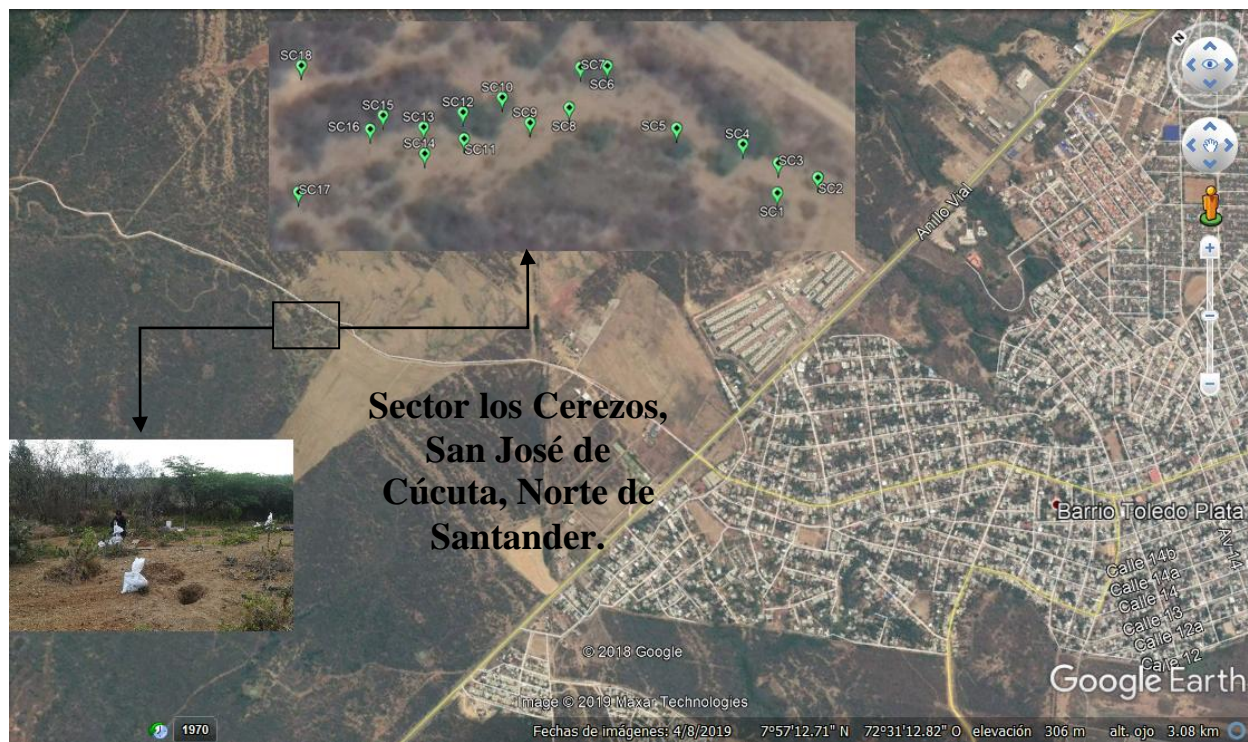 SC18
SC7
SC6
SC10
SC15
SC12
SC13
SC9
SC8
SC16
SC5
SC4
SC14
SC11
SC3
SC17
SC2
SC1
N
Anillo Vial
Sector los Cerezos,
San José de
Cúcuta, Norte de
Santander.
Barrio Toledo Plata
Av 14
Calle 14b
Calle 14a
Calle 14
Calle 13
Calle 12a
Calle 12
© 2018 Google
Google Earth
Image © 2019 Maxar Technologies
1970
Fechas de imágenes: 4/8/2019 7°57'12.71" N 72°31'12.82" O elevación 306 m alt. ojo 3.08 km